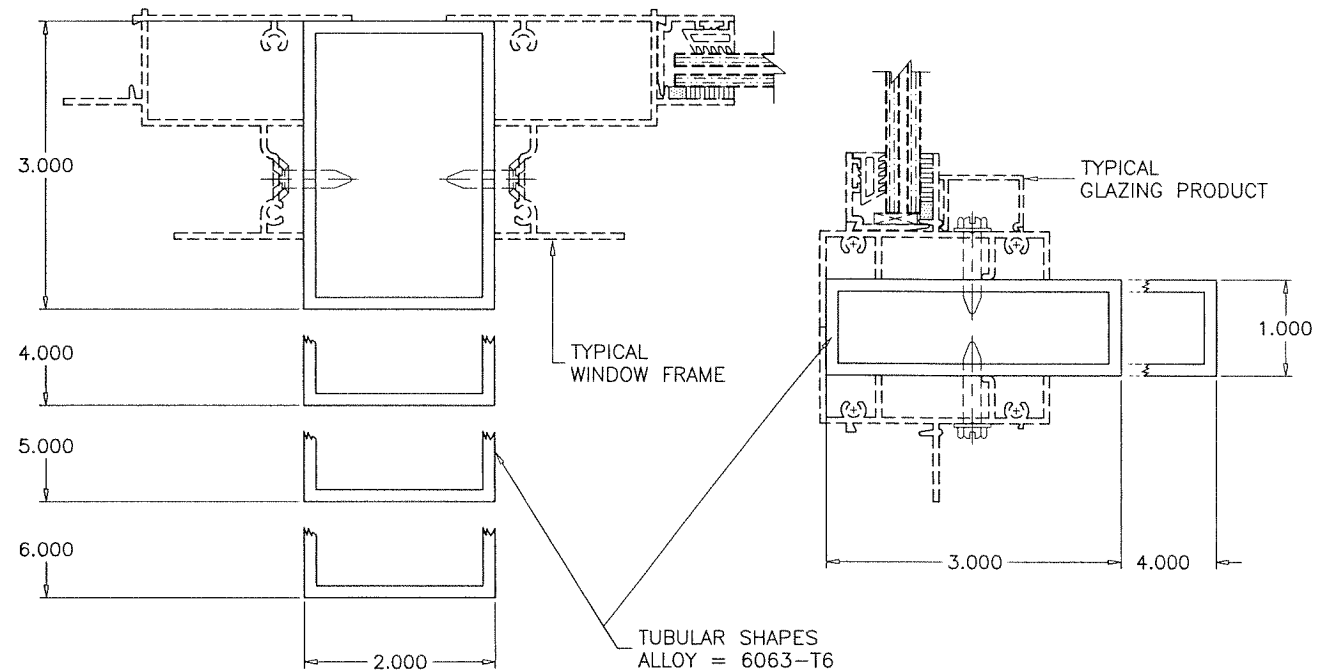 3.000
4.000
5.000
6.000
2.000
TYPICAL
WINDOW FRAME
TUBULAR SHAPES
ALLOY = 6063-T6
TYPICAL
GLAZING PRODUCT
1.000
3.000
4.000